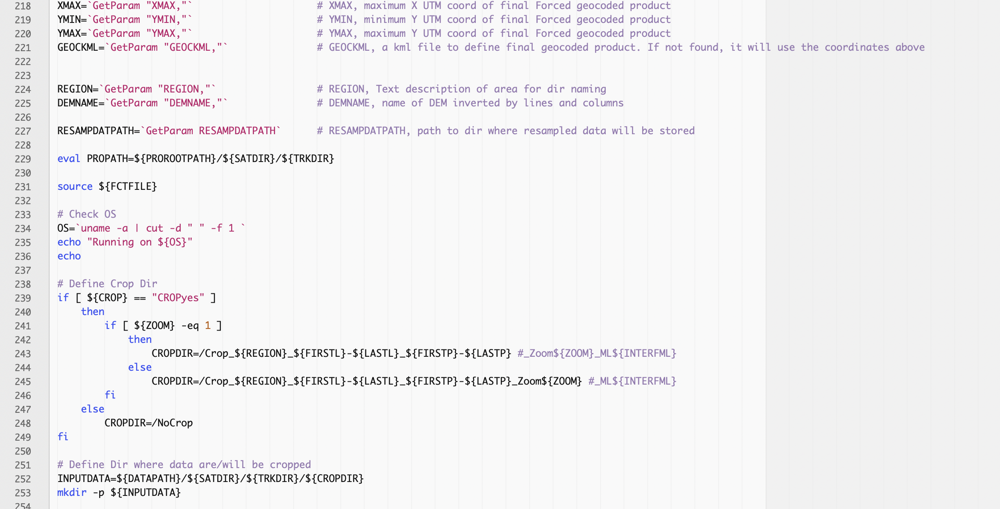 218 XMAX=`GetParam "XMAX,"` # XMAX, maximum X UTM coord of final Forced geocoded product
219 YMIN=`GetParam "YMIN,"` # YMIN, minimum Y UTM coord of final Forced geocoded product
220 YMAX=`GetParam "YMAX,"` # YMAX, maximum Y UTM coord of final Forced geocoded product
221 GEOCKML=`GetParam "GEOCKML,"` # GEOCKML, a kml file to define final geocoded product. If not found, it will use the coordinates above
222
223
224 REGION=`GetParam "REGION,"` # REGION, Text description of area for dir naming
225 DEMNAME=`GetParam "DEMNAME,"` # DEMNAME, name of DEM inverted by lines and columns
226
227 RESAMPDATPATH=`GetParam RESAMPDATPATH` # RESAMPDATPATH, path to dir where resampled data will be stored
228
229 eval PROPATH=${PROROOTPATH}/${SATDIR}/${TRKDIR}
230
231 source ${FCTFILE}
232
233 # Check OS
234 OS=`uname -a | cut -d " " -f 1 `
235 echo "Running on ${OS}"
236 echo
237
238 # Define Crop Dir
239 if [ ${CROP} == "CROPyes" ]
240 then
241 if [ ${ZOOM} -eq 1 ]
242 then
243 CROPDIR=/Crop_${REGION}_${FIRSTL}-${LASTL}_${FIRSTP}-${LASTP} #_Zoom${ZOOM}_ML${INTERFML}
244 else
245 CROPDIR=/Crop_${REGION}_${FIRSTL}-${LASTL}_${FIRSTP}-${LASTP}_Zoom${ZOOM} #_ML${INTERFML}
246 fi
247 else
248 CROPDIR=/NoCrop
249 fi
250
251 # Define Dir where data are/will be cropped
252 INPUTDATA=${DATAPATH}/${SATDIR}/${TRKDIR}/${CROPDIR}
253 mkdir -p ${INPUTDATA}
254